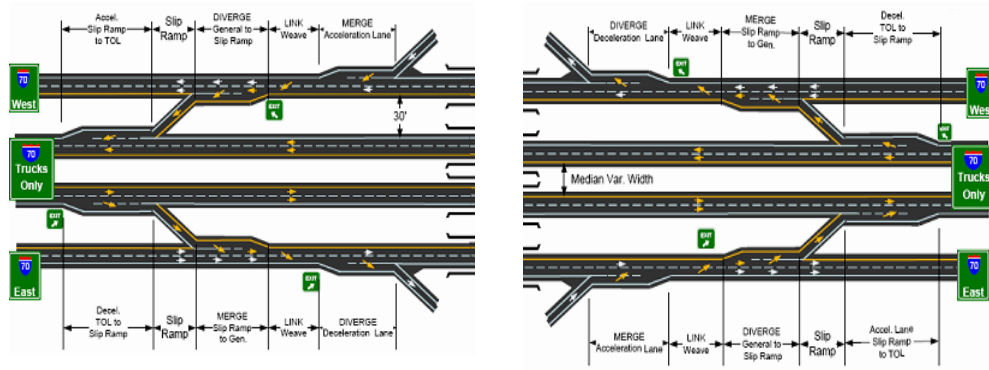 Accel.
Slip Ramp
to TOL
Slip
Ramp
DIVERGE
General to
Slip Ramp
LINK
Weave
MERGE
Acceleration Lane
70
West
EXIT
30'
70
Trucks
Only
EXIT
70
East
EXIT
Decel.
TOL to
Slip Ramp
Slip
Ramp
MERGE
Slip Ramp
to Gen.
LINK
Weave
DIVERGE
Deceleration Lane
DIVERGE
Deceleration Lane
LINK
Weave
MERGE
Slip Ramp
to Gen.
Slip
Ramp
Decel.
TOL to
Slip Ramp
EXIT
70
West
EXIT
70
Trucks
Only
Median Var. Width
EXIT
70
East
MERGE
Acceleration Lane
LINK
Weave
DIVERGE
General to
Slip Ramp
Slip
Ramp
Accel. Lane
Slip Ramp
to TOL